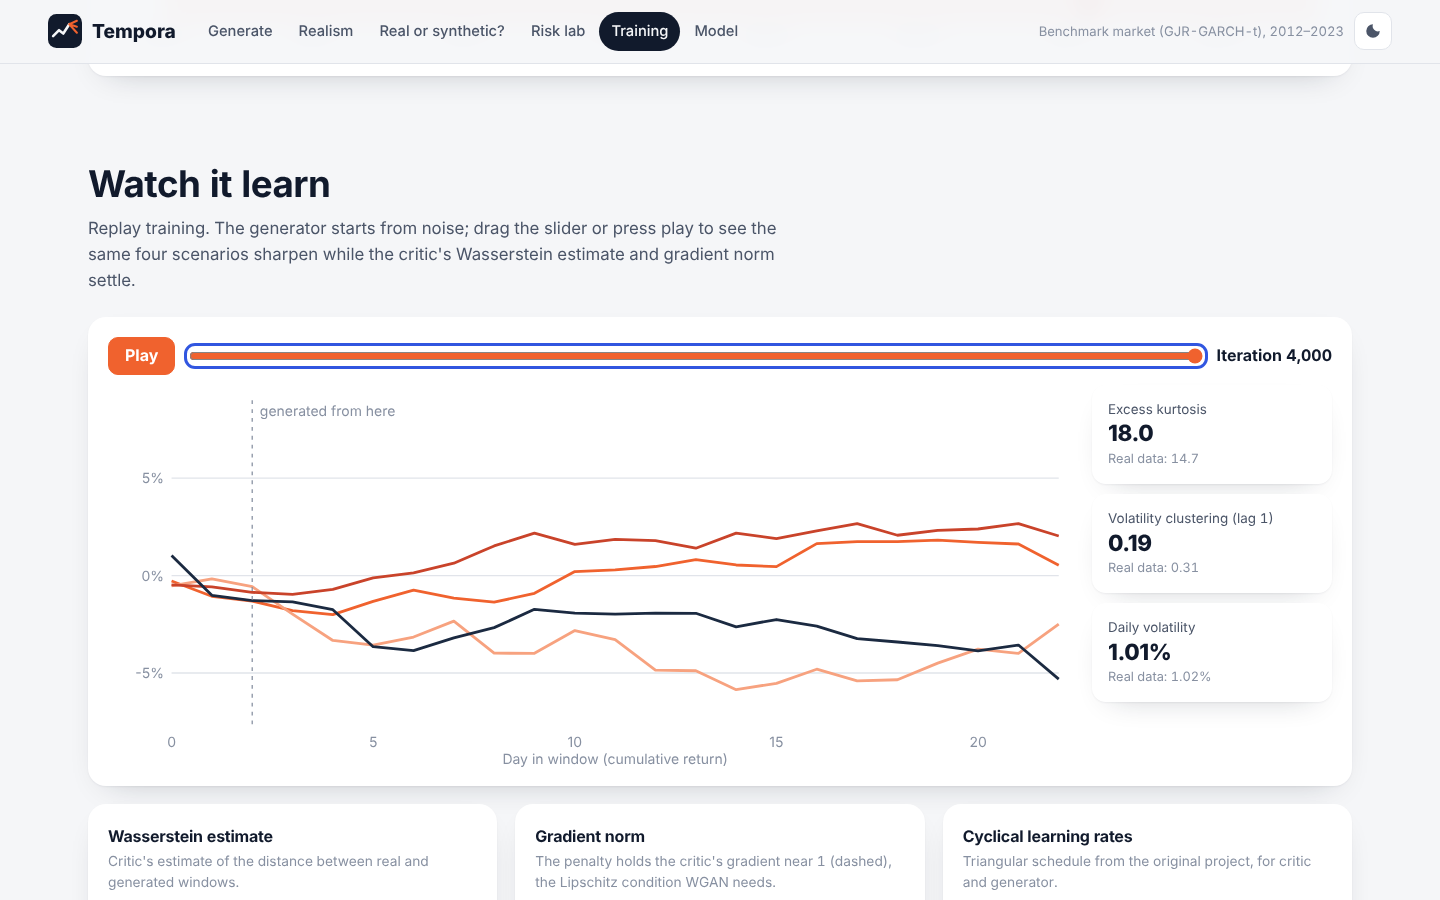 Tempora
Generate
Realism
Real or synthetic?
Risk lab
Training
Model
Benchmark market (GJR-GARCH-t), 2012–2023
Watch it learn
Replay training. The generator starts from noise; drag the slider or press play to see the
same four scenarios sharpen while the critic's Wasserstein estimate and gradient norm
settle.
Play
Iteration 4,000
generated from here
5%
0%
-5%
0
5
10
15
20
Day in window (cumulative return)
Excess kurtosis
18.0
Real data: 14.7
Volatility clustering (lag 1)
0.19
Real data: 0.31
Daily volatility
1.01%
Real data: 1.02%
Wasserstein estimate
Critic's estimate of the distance between real and
generated windows.
Gradient norm
The penalty holds the critic's gradient near 1 (dashed),
the Lipschitz condition WGAN needs.
Cyclical learning rates
Triangular schedule from the original project, for critic
and generator.